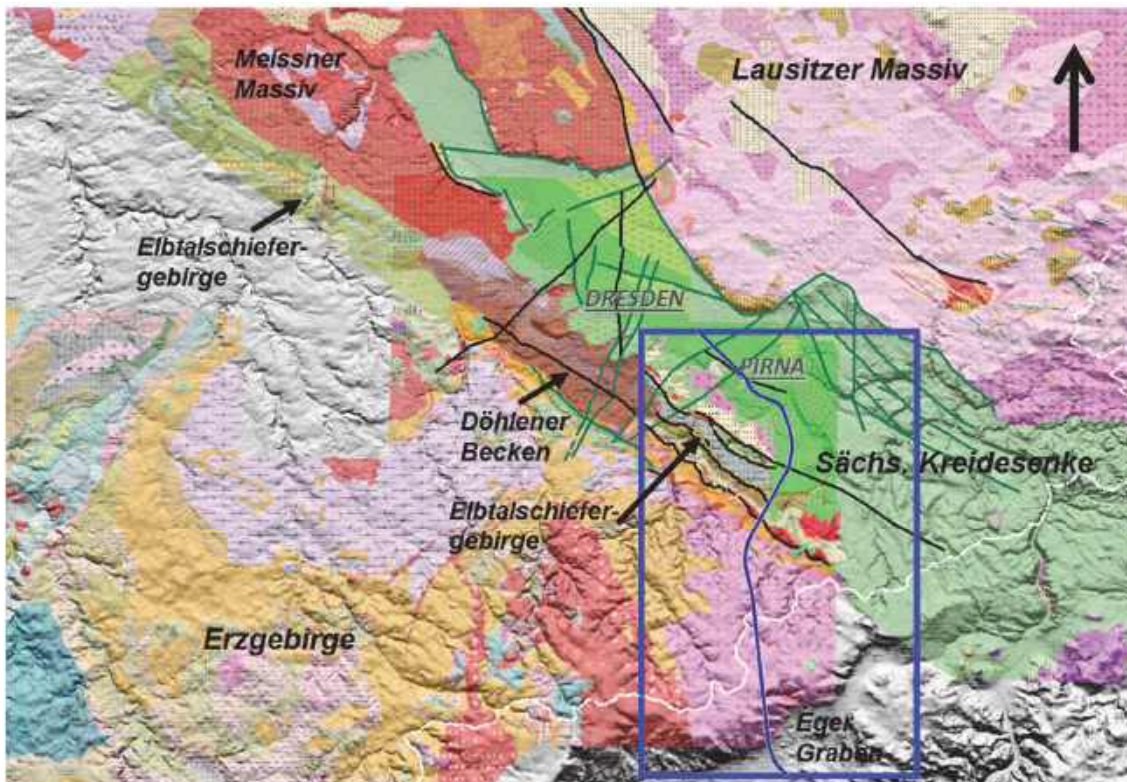 Meissner
Massiv
Lausitzer Massiv
Elbtalschiefer-
gebirge
DRESDEN
PIRNA
Döhlener
Becken
Sächs. Kreidesenke
Elbtalschiefer-
gebirge
Erzgebirge
Eger
Graben